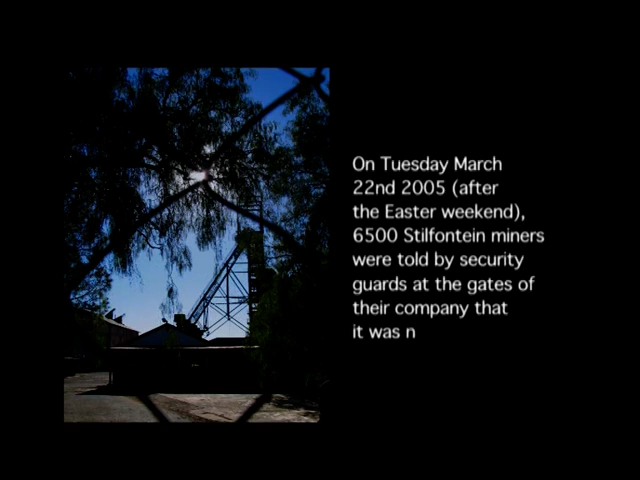 On Tuesday March
22nd 2005 (after
the Easter weekend),
6500 Stilfontein miners
were told by security
guards at the gates of
their company that
it was n